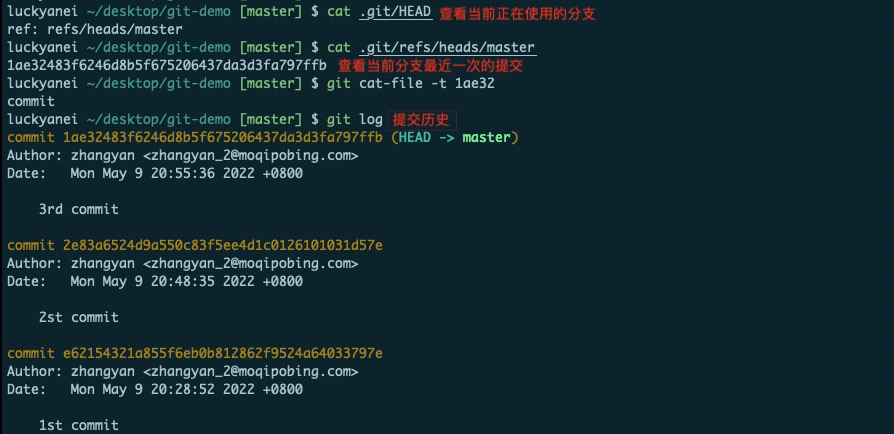 luckyanei ~/desktop/git-demo [master] $ cat .git/HEAD 查看当前正在使用的分支
ref: refs/heads/master
luckyanei ~/desktop/git-demo [master] $ cat .git/refs/heads/master
1ae32483f6246d8b5f675206437da3d3fa797ffb 查看当前分支最近一次的提交
luckyanei ~/desktop/git-demo [master] $ git cat-file -t 1ae32
commit
luckyanei ~/desktop/git-demo [master] $ git log 提交历史
commit 1ae32483f6246d8b5f675206437da3d3fa797ffb (HEAD -> master)
Author: zhangyan <zhangyan_2@moqipobing.com>
Date:   Mon May 9 20:55:36 2022 +0800
3rd commit
commit 2e83a6524d9a550c83f5ee4d1c0126101031d57e
Author: zhangyan <zhangyan_2@moqipobing.com>
Date:   Mon May 9 20:48:35 2022 +0800
2st commit
commit e62154321a855f6eb0b812862f9524a64033797e
Author: zhangyan <zhangyan_2@moqipobing.com>
Date:   Mon May 9 20:28:52 2022 +0800
1st commit